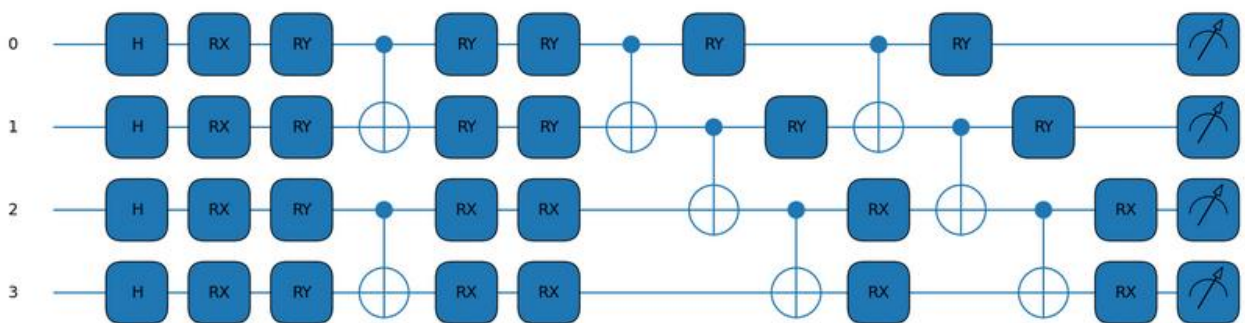 0 H RX RY RY RY RY RY
1 H RX RY RY RY RY RY
2 H RX RY RX RX RX RX
3 H RX RY RX RX RX RX